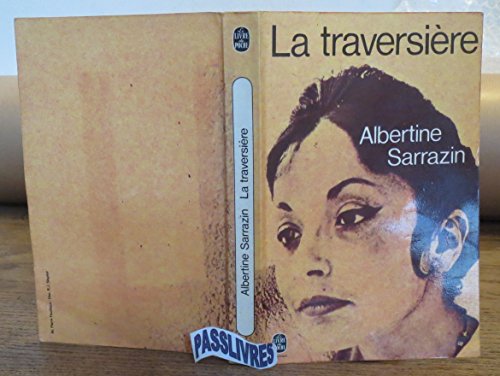 LE LIVRE
DE POCHE
La traversière
Albertine
Sarrazin
Albertine Sarrazin La traversière
LE LIVRE
DE POCHE
PASSLIVRES